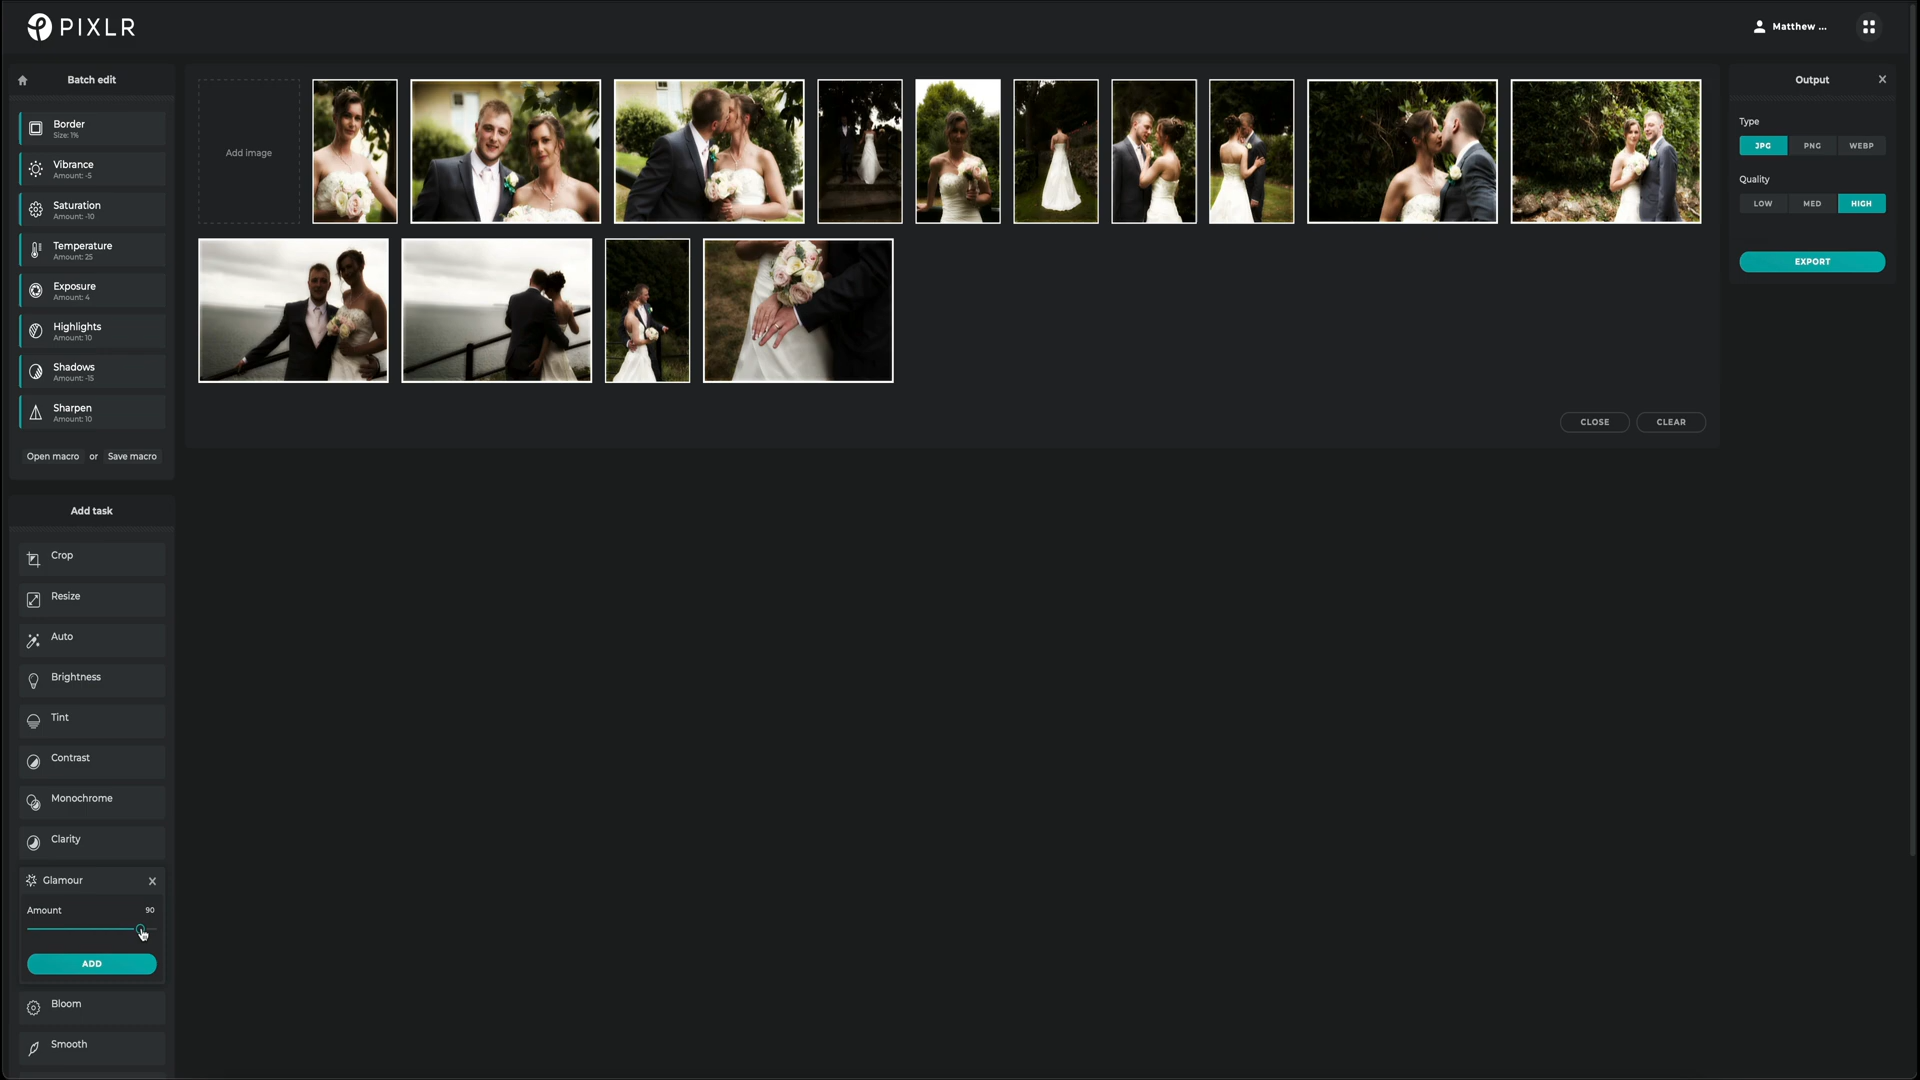 PIXLR
Matthew ...
Batch edit
Border
Size: 1%
Vibrance
Amount: -5
Saturation
Amount: -10
Temperature
Amount: 25
Exposure
Amount: 4
Highlights
Amount: 10
Shadows
Amount: -15
Sharpen
Amount: 10
Open macro or Save macro
Add task
Crop
Resize
Auto
Brightness
Tint
Contrast
Monochrome
Clarity
Glamour X
Amount 90
ADD
Bloom
Smooth
Add image
CLOSE CLEAR
Output X
Type
JPG PNG WEBP
Quality
LOW MED HIGH
EXPORT